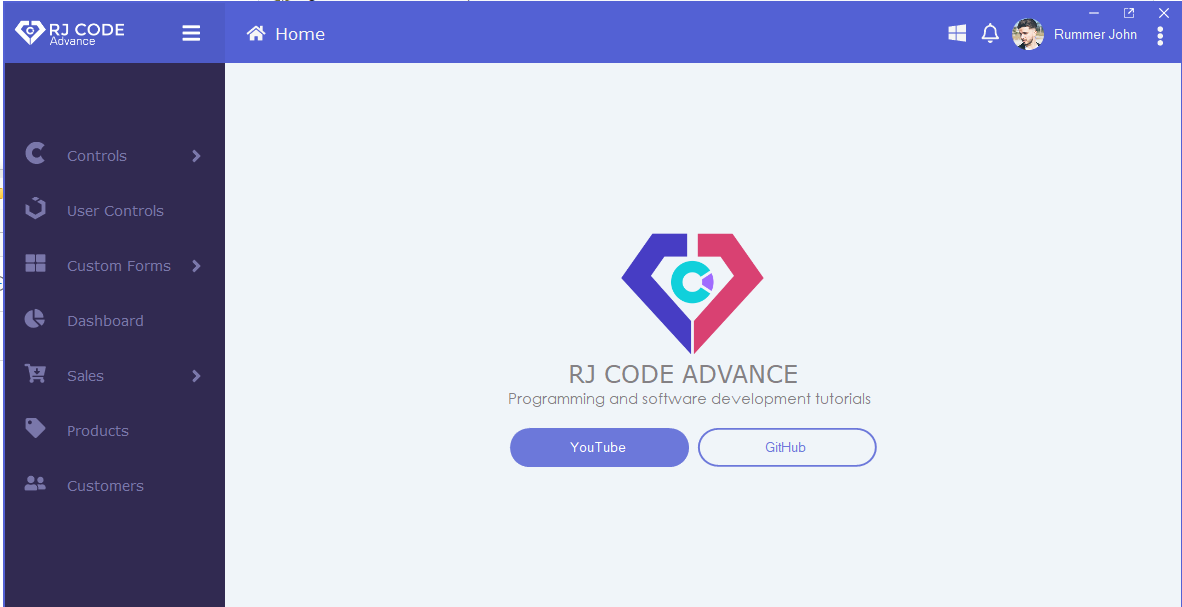 RJ CODE
Advance
Home
Rummer John
Controls
User Controls
Custom Forms
Dashboard
Sales
Products
Customers
RJ CODE ADVANCE
Programming and software development tutorials
YouTube
GitHub